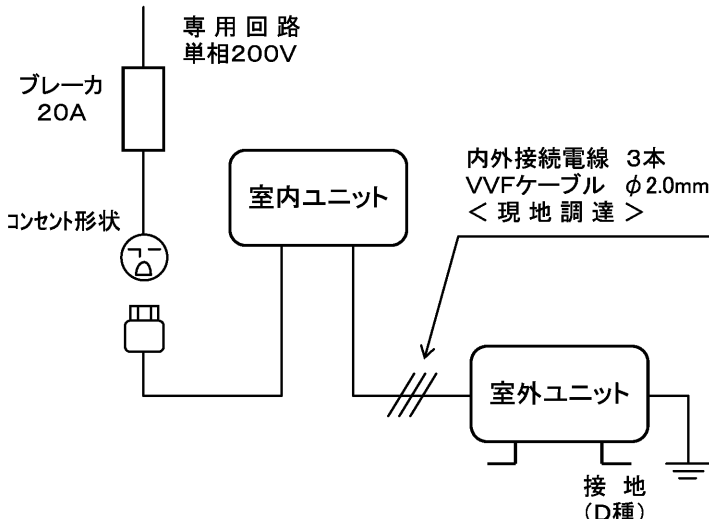 専用回路
単相200V
ブレーカ
20A
コンセント形状
室内ユニット
内外接続電線 3本
VVFケーブル φ2.0mm
<現地調達>
室外ユニット
接地
(D種)